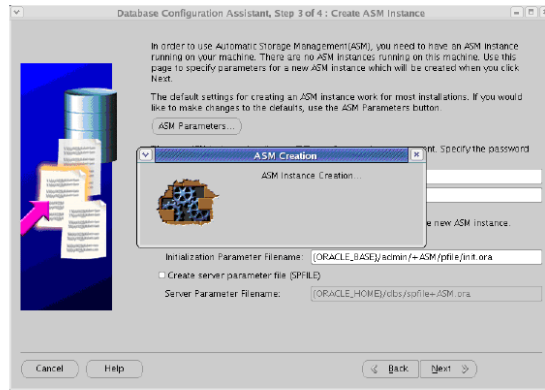 Database Configuration Assistant, Step 3 of 4 : Create ASM Instance
In order to use Automatic Storage Management(ASM), you need to have an ASM instance
running on your machine. There are no ASM instances running on this machine. Use this
page to specify parameters for a new ASM instance which will be created when you click
Next.
The default settings for creating an ASM instance work for most installations. If you would
like to make changes to the defaults, use the ASM Parameters button.
ASM Parameters...
ent. Specify the password
ASM Creation
ASM Instance Creation...
e new ASM instance.
Initialization Parameter Filename: {ORACLE_BASE}/admin/+ASM/pfile/init.ora
Create server parameter file (SPFILE)
Server Parameter Filename: {ORACLE_HOME}/dbs/spfile+ASM.ora
Cancel Help Back Next